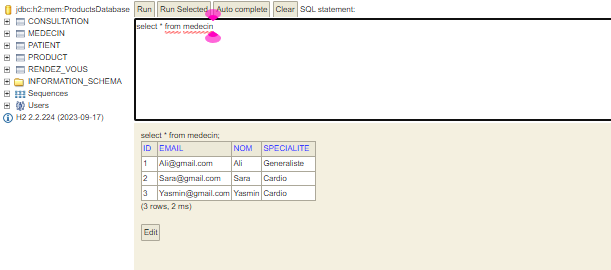 jdbc:h2:mem:ProductsDatabase
CONSULTATION
MEDECIN
PATIENT
PRODUCT
RENDEZ_VOUS
INFORMATION_SCHEMA
Sequences
Users
H2 2.2.224 (2023-09-17)
Run Run Selected Auto complete Clear SQL statement:
select * from medecin
select * from medecin;
ID EMAIL NOM SPECIALITE
1 Ali@gmail.com Ali Generaliste
2 Sara@gmail.com Sara Cardio
3 Yasmin@gmail.com Yasmin Cardio
(3 rows, 2 ms)
Edit